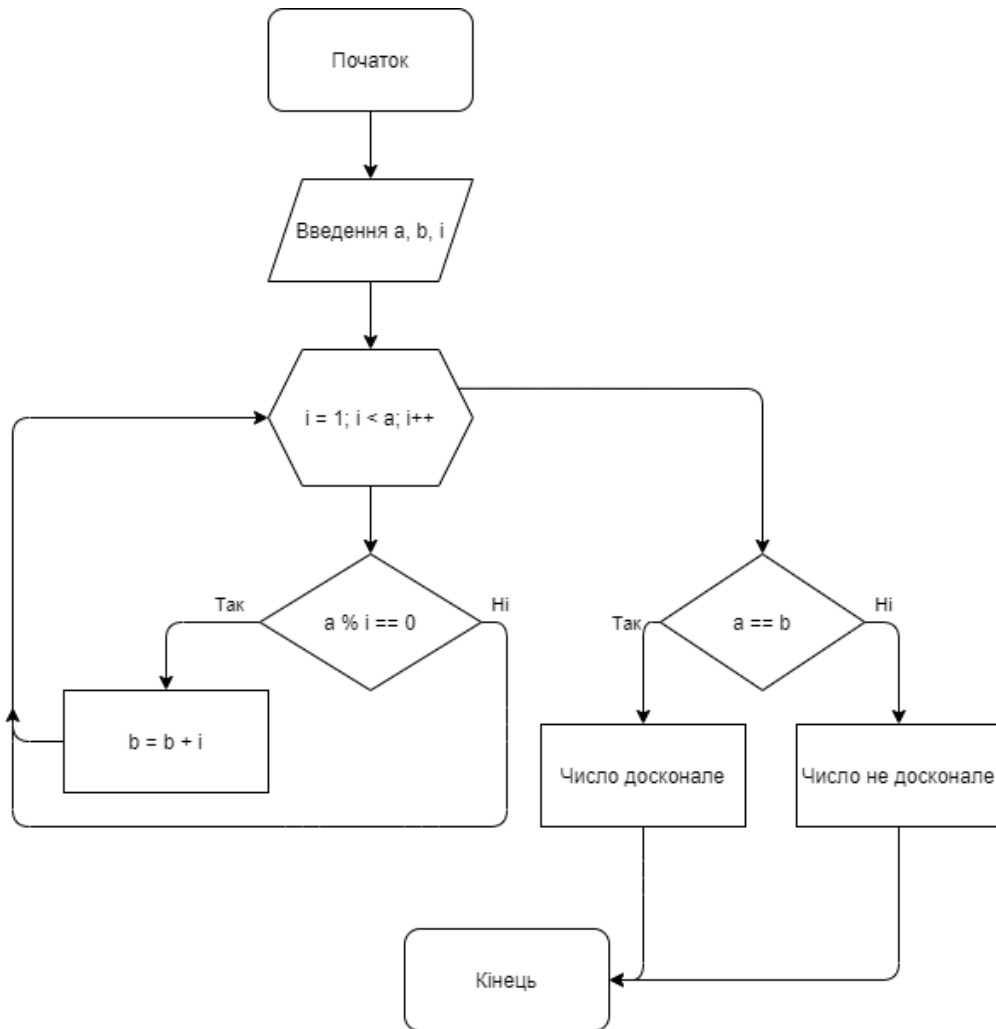 Початок
Введення a, b, i
i = 1; i < a; i++
a % i == 0
Так
Ні
b = b + i
a == b
Так
Ні
Число досконале
Число не досконале
Кінець